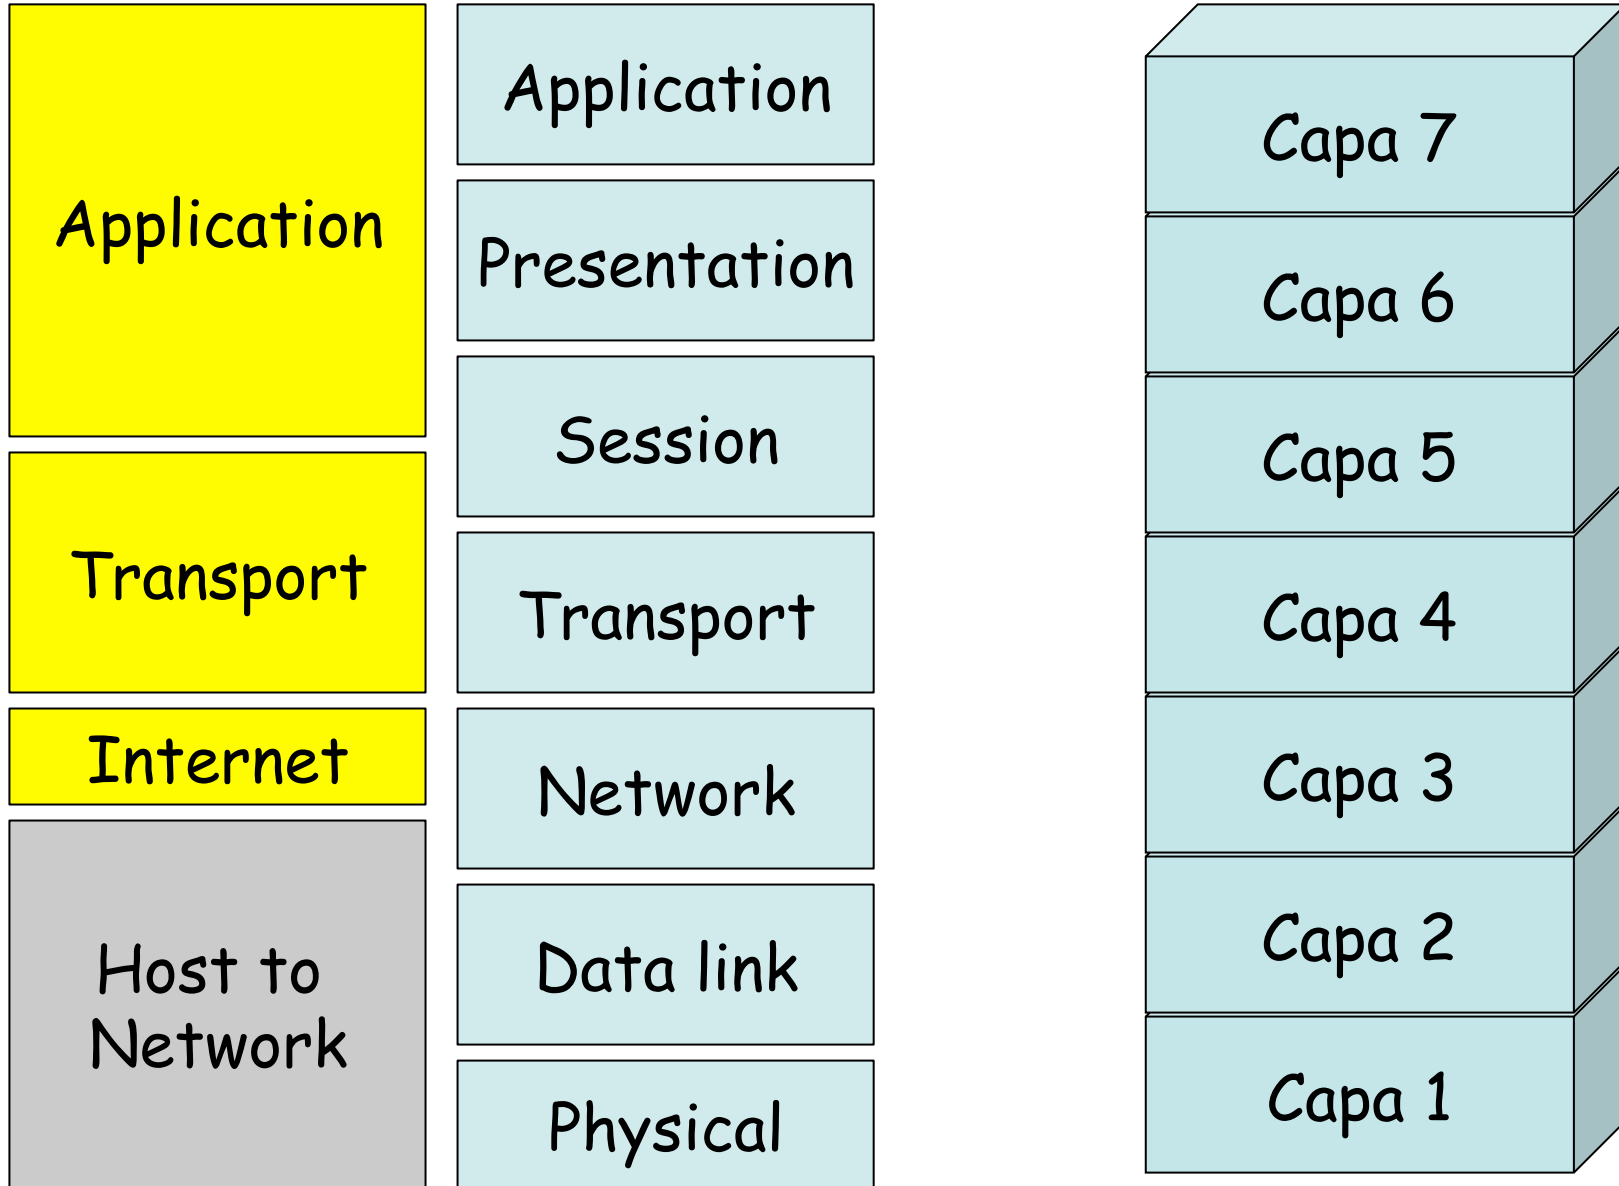 Application
Transport
Internet
Host to
Network
Application
Presentation
Session
Transport
Network
Data link
Physical
Capa 7
Capa 6
Capa 5
Capa 4
Capa 3
Capa 2
Capa 1